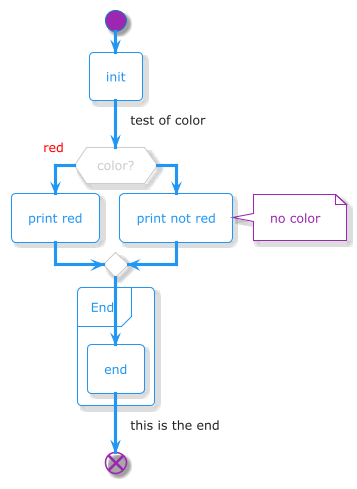 init
test of color
red
color?
print red
print not red
no color
End
end
this is the end